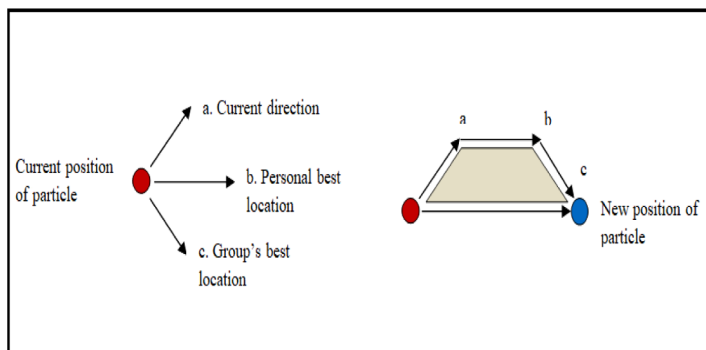 a. Current direction
Current position
of particle
b. Personal best
location
c. Group's best
location
a
b
c
New position of
particle